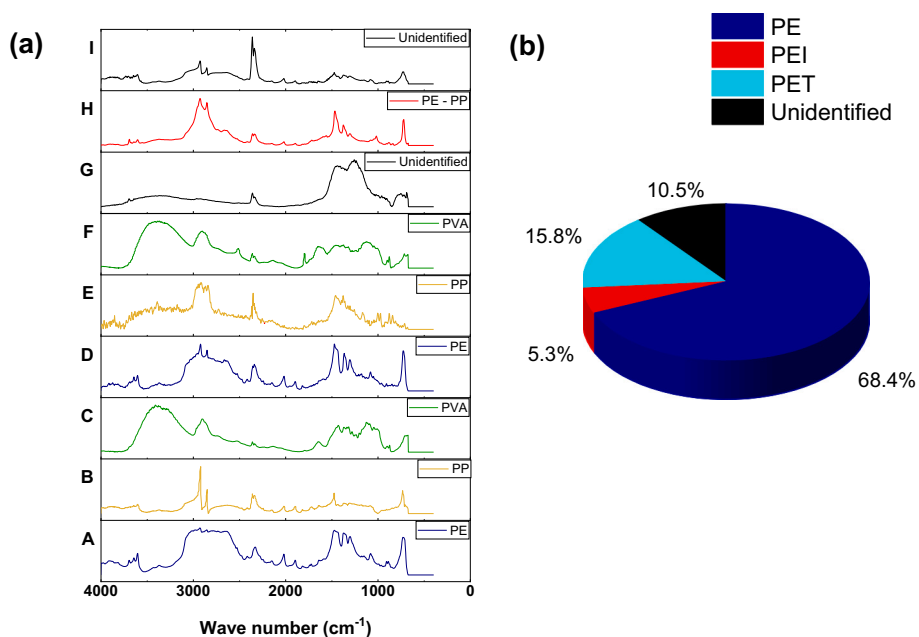 (a)
I
Unidentified
H
PE - PP
G
Unidentified
F
PVA
E
PP
D
PE
C
PVA
B
PP
A
PE
4000 3000 2000 1000 0
Wave number (cm⁻¹)
(b)
PE
PEI
PET
Unidentified
10.5%
15.8%
5.3%
68.4%